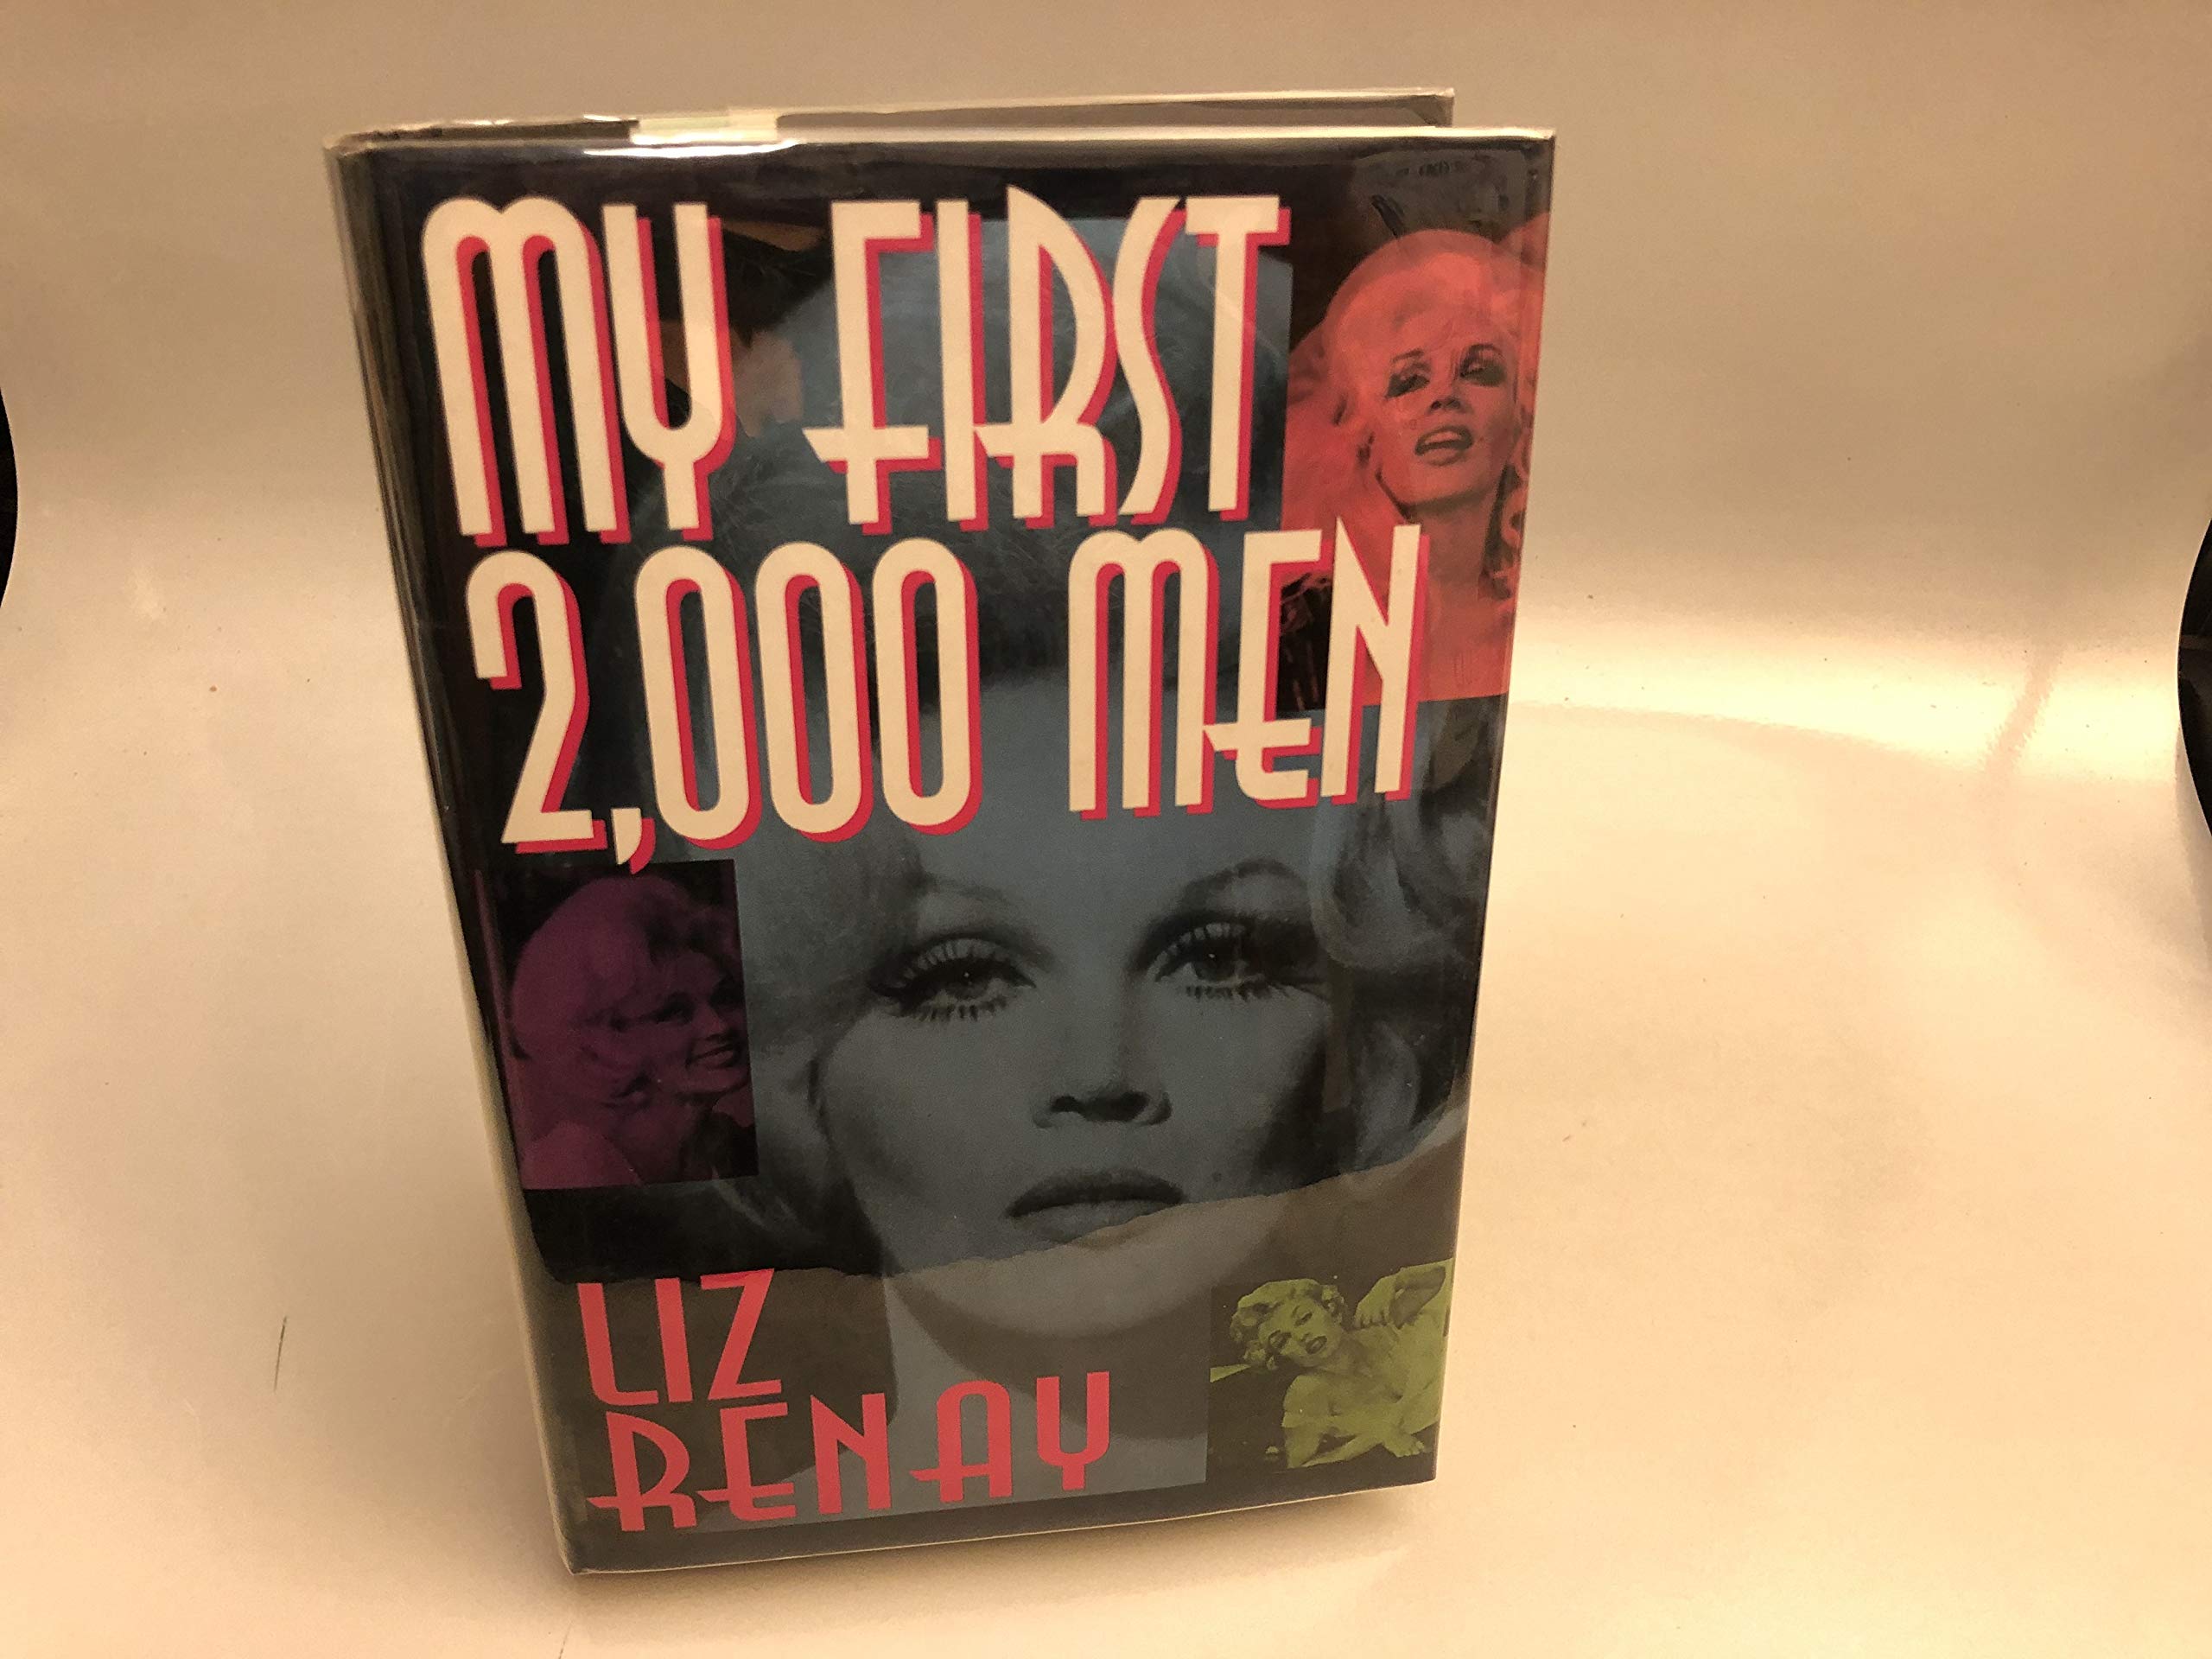 MY FIRST
2,000 MEN
LIZ
RENAY